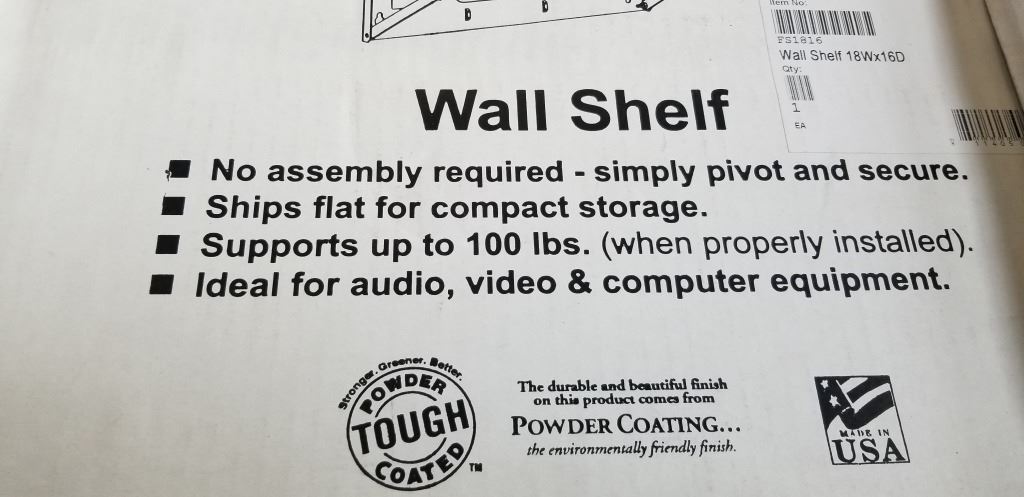 Item No:
FS1816
Wall Shelf 18Wx16D
Qty:
1
EA
Wall Shelf
■ No assembly required - simply pivot and secure.
■ Ships flat for compact storage.
■ Supports up to 100 lbs. (when properly installed).
■ Ideal for audio, video & computer equipment.
Stronger. Greener. Better.
POWDER
TOUGH
COATED
TM
The durable and beautiful finish
on this product comes from
POWDER COATING...
the environmentally friendly finish.
MADE IN
USA